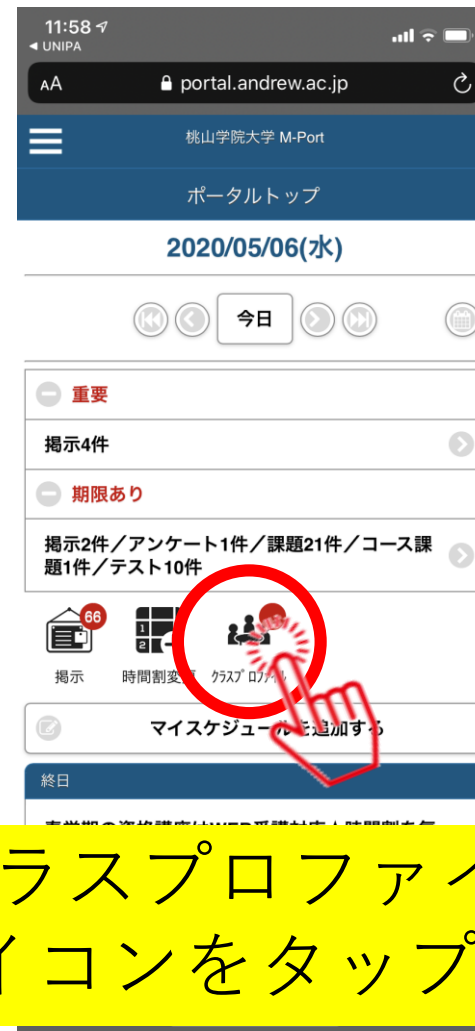 11:58
◀ UNIPA
AA portal.andrew.ac.jp
桃山学院大学 M-Port
ポータルトップ
2020/05/06(水)
今日
重要
掲示4件
期限あり
掲示2件／アンケート1件／課題21件／コース課
題1件／テスト10件
66
1
2
掲示 時間割変更 クラスプロファイル
マイスケジュールを追加する
終日
ラスプロファイ
イコンをタップ